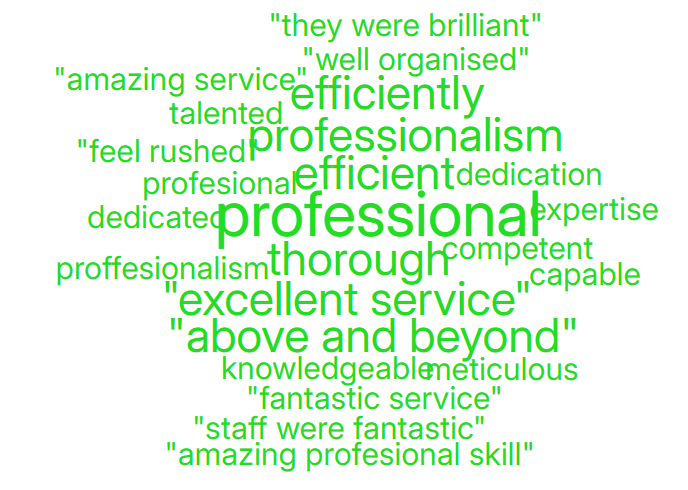 "they were brilliant"
"well organised"
"amazing service"
efficiently
talented
professionalism
"feel rushed"
efficient
dedication
profesional
professional
expertise
dedicated
competent
thorough
proffesionalism
capable
"excellent service"
"above and beyond"
knowledgeable
meticulous
"fantastic service"
"staff were fantastic"
"amazing profesional skill"